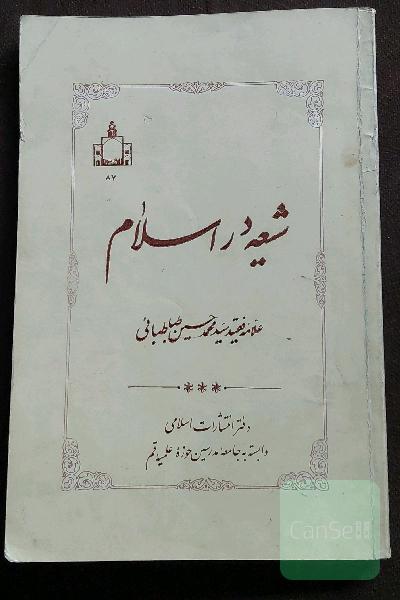 ۸۷
شیعه در اسلام
علامه فقید سید محمد حسین طباطبائی
دفتر انتشارات اسلامی
وابسته به جامعه مدرسین حوزهٔ علمیه قم
CanSell